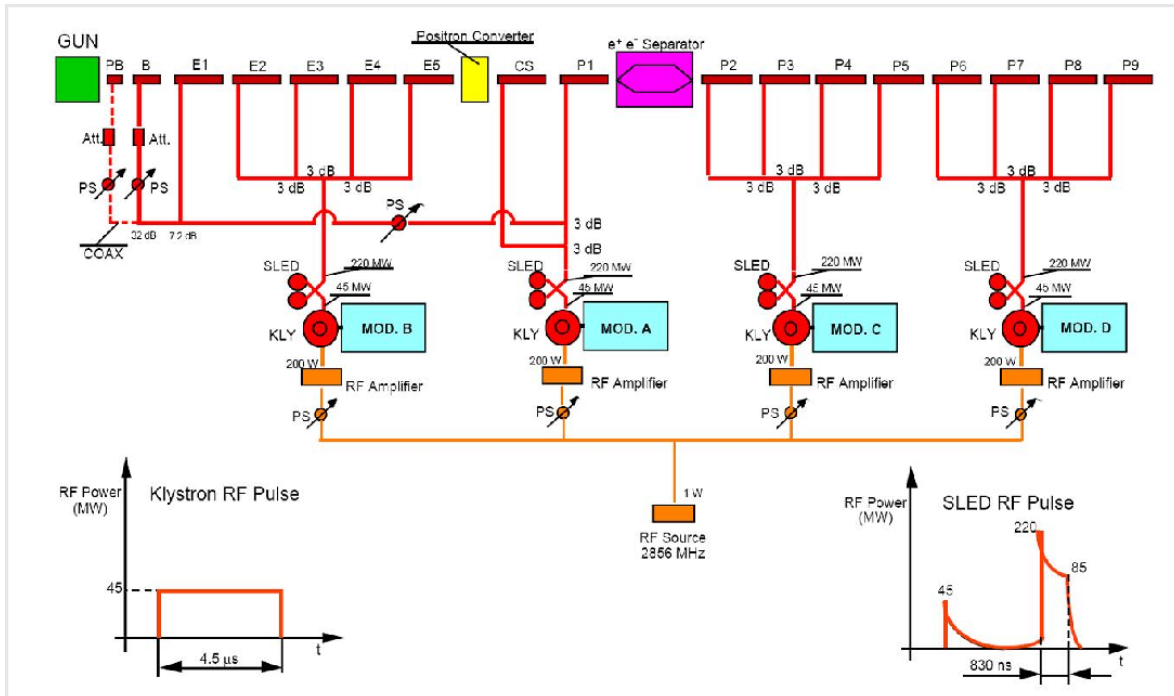 GUN
Positron Converter
e+ e- Separator
PB B E1 E2 E3 E4 E5 CS P1 P2 P3 P4 P5 P6 P7 P8 P9
Att. Att.
PS PS
3 dB 3 dB 3 dB
3 dB 3 dB 3 dB 3 dB 3 dB 3 dB
PS
3 dB
32 dB 7.2 dB
COAX
3 dB
SLED 220 MW SLED 220 MW SLED 220 MW SLED 220 MW
45 MW 45 MW 45 MW 45 MW
KLY MOD. B KLY MOD. A KLY MOD. C KLY MOD. D
200 W 200 W 200 W 200 W
RF Amplifier RF Amplifier RF Amplifier RF Amplifier
PS PS PS PS
1 W
RF Source
2856 MHz
RF Power
(MW)
Klystron RF Pulse
45
t
4.5 μs
RF Power
(MW)
SLED RF Pulse
220
85
45
t
830 ns